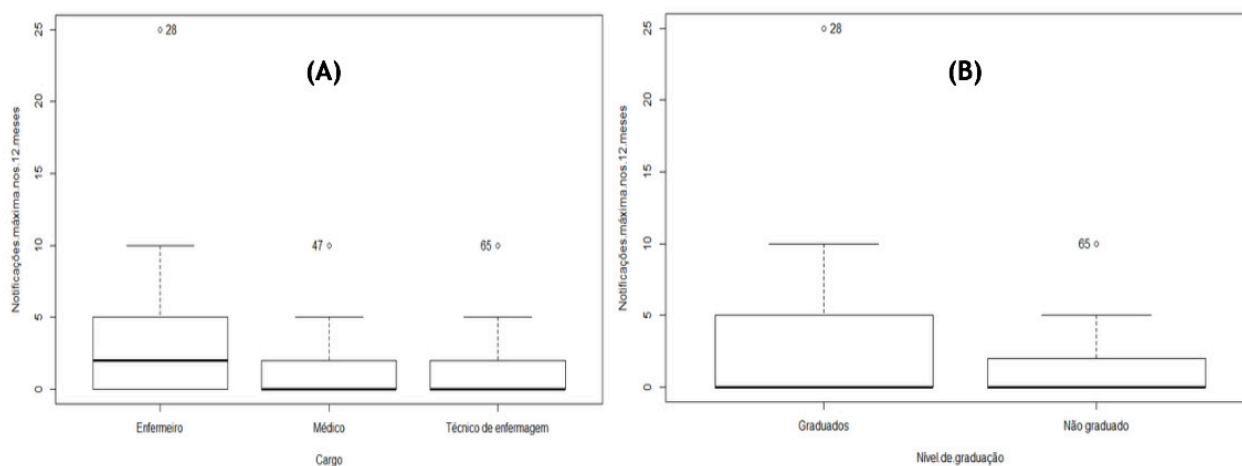 (A)
Notificações.máxima.nos.12.meses
25
20
15
10
5
0
28
47
65
Enfermeiro
Médico
Técnico de enfermagem
Cargo
(B)
Notificações.máxima.nos.12.meses
25
20
15
10
5
0
28
65
Graduados
Não graduado
Nível.de.graduação